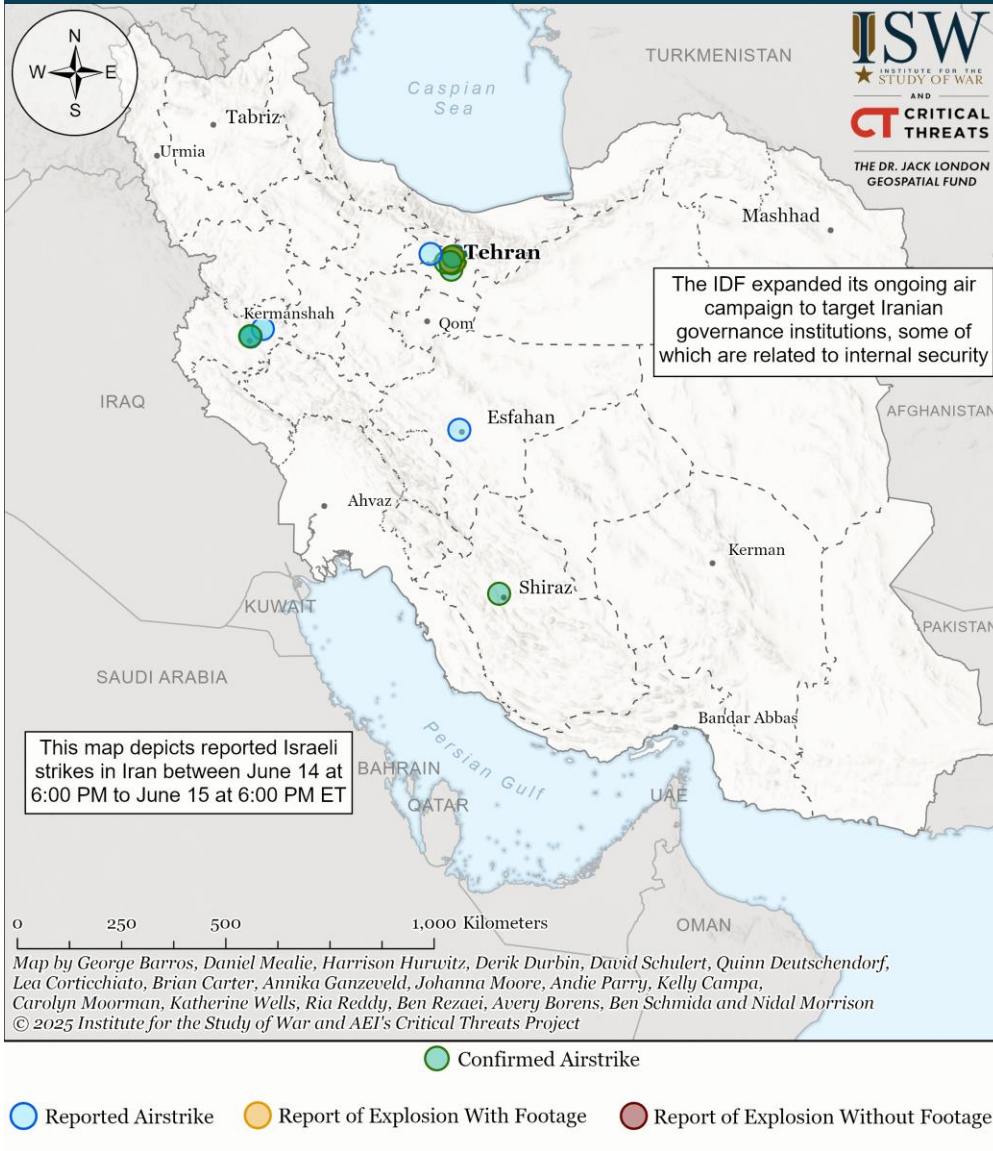 N
W E
S
ISW
INSTITUTE FOR THE
STUDY OF WAR
AND
CT CRITICAL
THREATS
THE DR. JACK LONDON
GEOSPATIAL FUND
Caspian
Sea
TURKMENISTAN
Tabriz
Urmia
Mashhad
Tehran
The IDF expanded its ongoing air
campaign to target Iranian
governance institutions, some of
which are related to internal security
Kermanshah
Qom
IRAQ
Esfahan
AFGHANISTAN
Ahvaz
Kerman
Shiraz
KUWAIT
PAKISTAN
SAUDI ARABIA
Bandar Abbas
This map depicts reported Israeli
strikes in Iran between June 14 at
6:00 PM to June 15 at 6:00 PM ET
Persian Gulf
BAHRAIN
QATAR
UAE
OMAN
0 250 500 1,000 Kilometers
Map by George Barros, Daniel Mealie, Harrison Hurwitz, Derik Durbin, David Schulert, Quinn Deutschendorf,
Lea Corticchiato, Brian Carter, Annika Ganzeveld, Johanna Moore, Andie Parry, Kelly Campa,
Carolyn Moorman, Katherine Wells, Ria Reddy, Ben Rezaei, Avery Borens, Ben Schmida and Nidal Morrison
© 2025 Institute for the Study of War and AEI's Critical Threats Project
Confirmed Airstrike
Reported Airstrike Report of Explosion With Footage Report of Explosion Without Footage